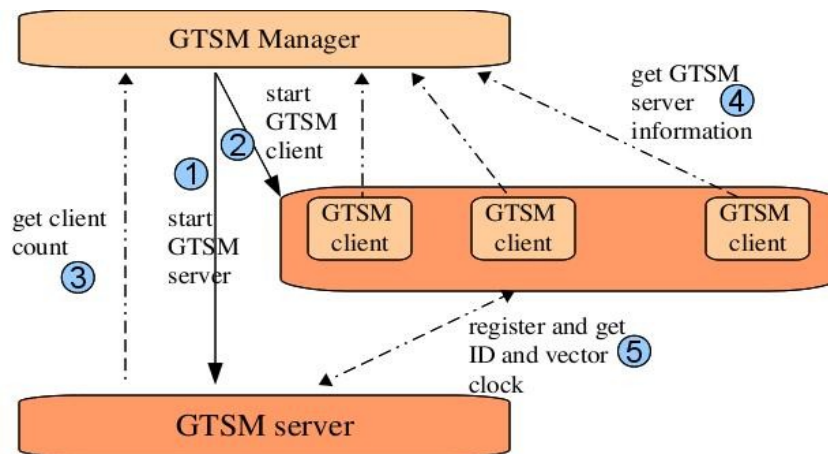 GTSM Manager
start
GTSM
client
2
get GTSM
server
information
4
1
start
GTSM
server
get client
count
3
GTSM
client
GTSM
client
GTSM
client
register and get
ID and vector
clock
5
GTSM server